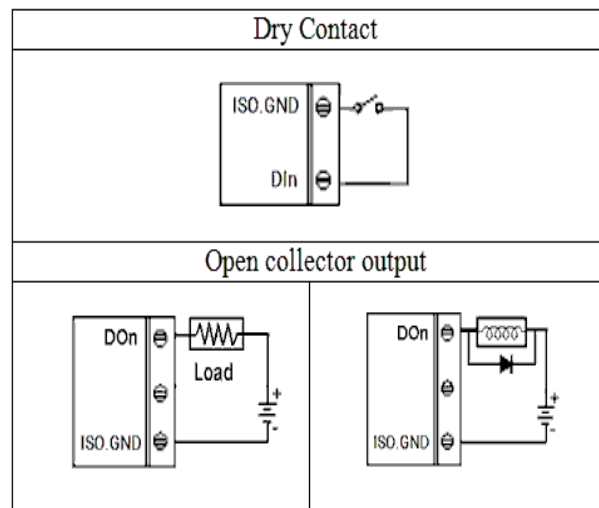 Dry Contact
ISO.GND
DIn
Open collector output
DOn
Load
+
-
ISO.GND
DOn
+
-
ISO.GND